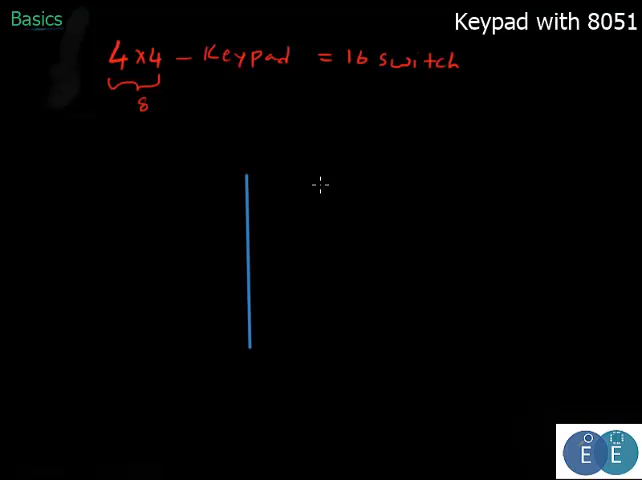 Basics
Keypad with 8051
4x4 - Keypad = 16 switch
8
E E